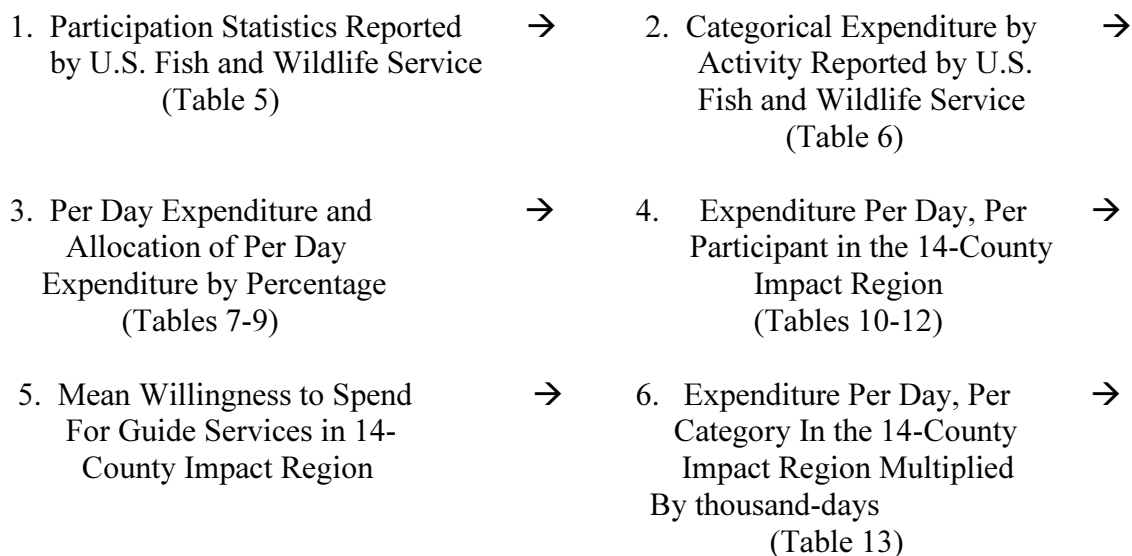 1. Participation Statistics Reported → 2. Categorical Expenditure by →
by U.S. Fish and Wildlife Service Activity Reported by U.S.
(Table 5) Fish and Wildlife Service
(Table 6)
3. Per Day Expenditure and → 4. Expenditure Per Day, Per →
Allocation of Per Day Participant in the 14-County
Expenditure by Percentage Impact Region
(Tables 7-9) (Tables 10-12)
5. Mean Willingness to Spend → 6. Expenditure Per Day, Per →
For Guide Services in 14- Category In the 14-County
County Impact Region Impact Region Multiplied
By thousand-days
(Table 13)